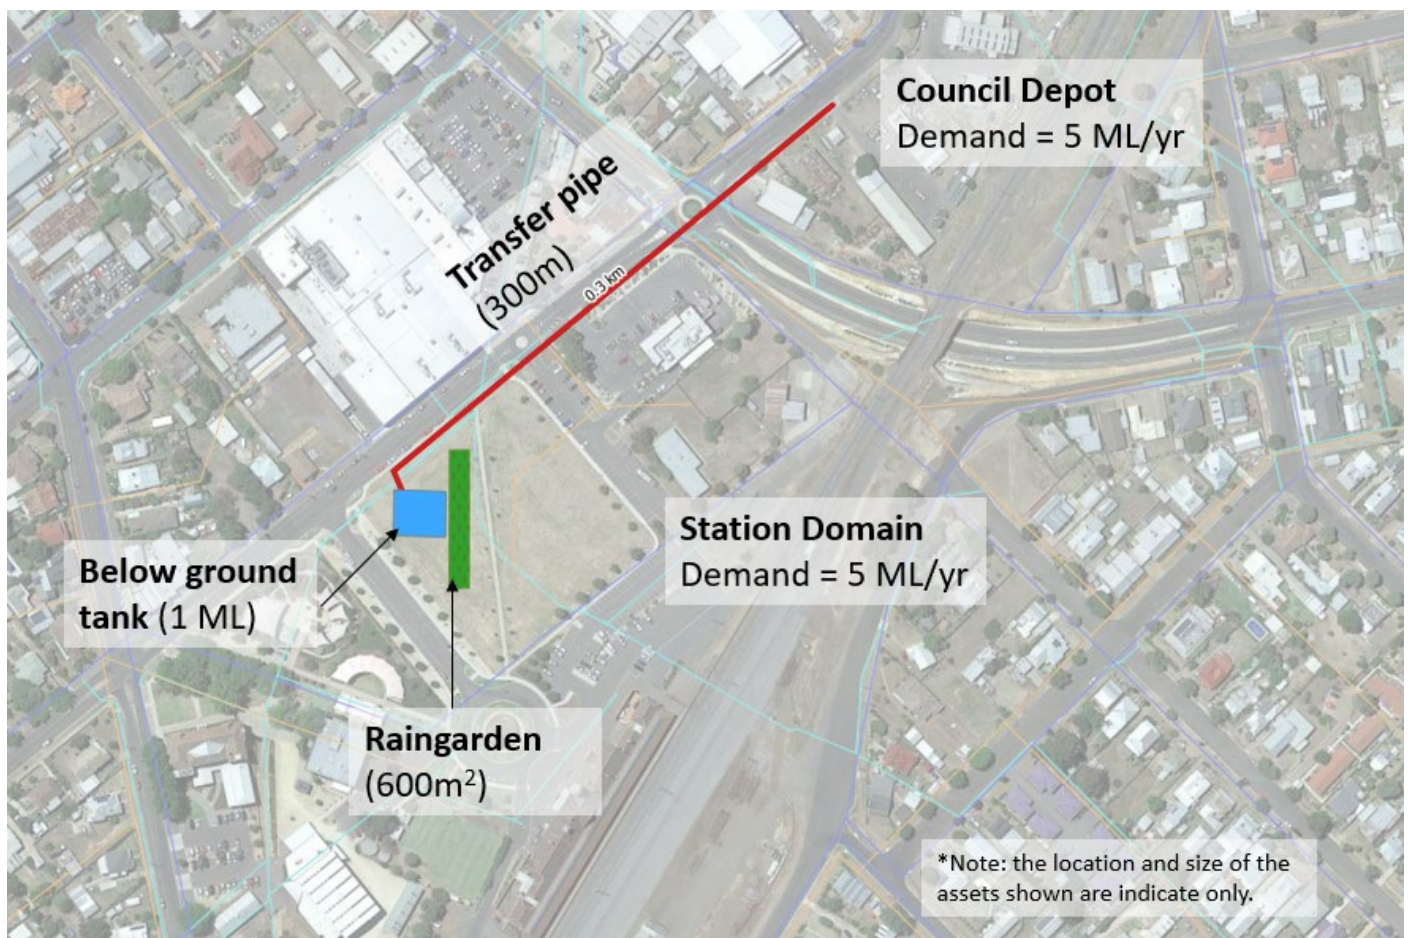 Council Depot
Demand = 5 ML/yr
Transfer pipe
(300m)
0.3 km
Station Domain
Demand = 5 ML/yr
Below ground
tank (1 ML)
Raingarden
(600m²)
*Note: the location and size of the
assets shown are indicate only.